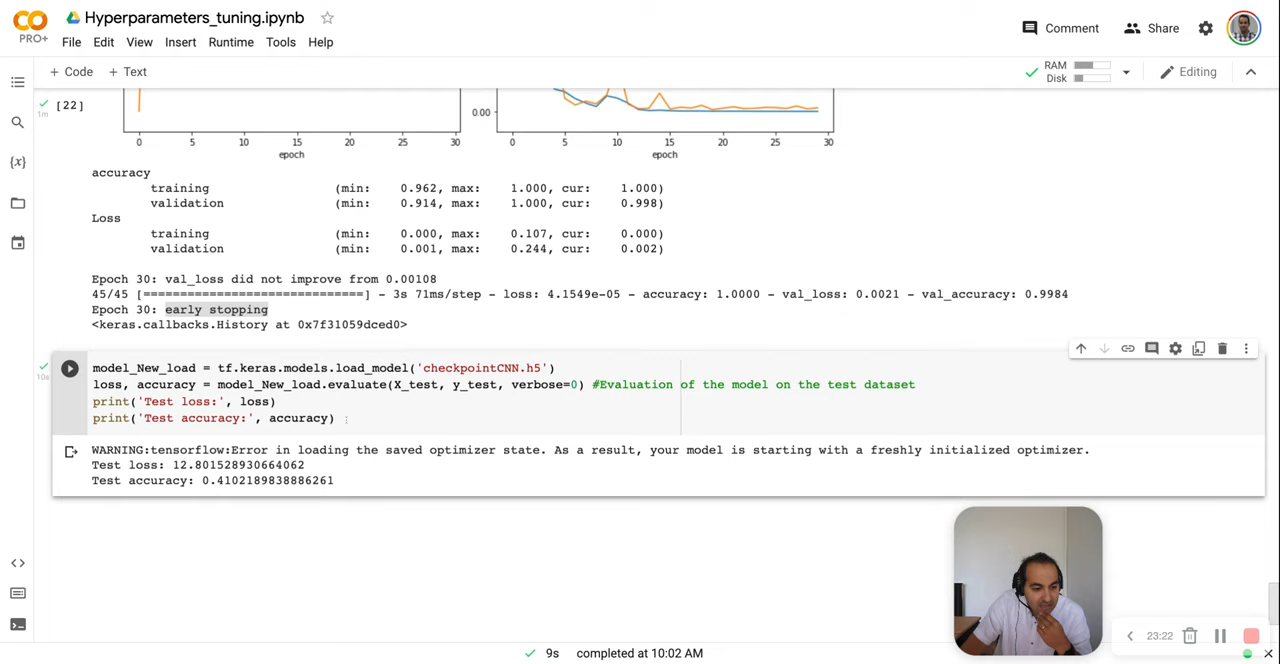 Hyperparameters_tuning.ipynb
PRO+
File Edit View Insert Runtime Tools Help
Comment Share
+ Code + Text
RAM
Disk
Editing
[22]
1m
0.00
0 5 10 15 20 25 30 0 5 10 15 20 25 30
epoch epoch
accuracy
training (min: 0.962, max: 1.000, cur: 1.000)
validation (min: 0.914, max: 1.000, cur: 0.998)
Loss
training (min: 0.000, max: 0.107, cur: 0.000)
validation (min: 0.001, max: 0.244, cur: 0.002)
Epoch 30: val_loss did not improve from 0.00108
45/45 [==============================] - 3s 71ms/step - loss: 4.1549e-05 - accuracy: 1.0000 - val_loss: 0.0021 - val_accuracy: 0.9984
Epoch 30: early stopping
<keras.callbacks.History at 0x7f31059dced0>
10s
model_New_load = tf.keras.models.load_model('checkpointCNN.h5')
loss, accuracy = model_New_load.evaluate(X_test, y_test, verbose=0) #Evaluation of the model on the test dataset
print('Test loss:', loss)
print('Test accuracy:', accuracy)
WARNING:tensorflow:Error in loading the saved optimizer state. As a result, your model is starting with a freshly initialized optimizer.
Test loss: 12.801528930664062
Test accuracy: 0.4102189838886261
23:22
9s completed at 10:02 AM